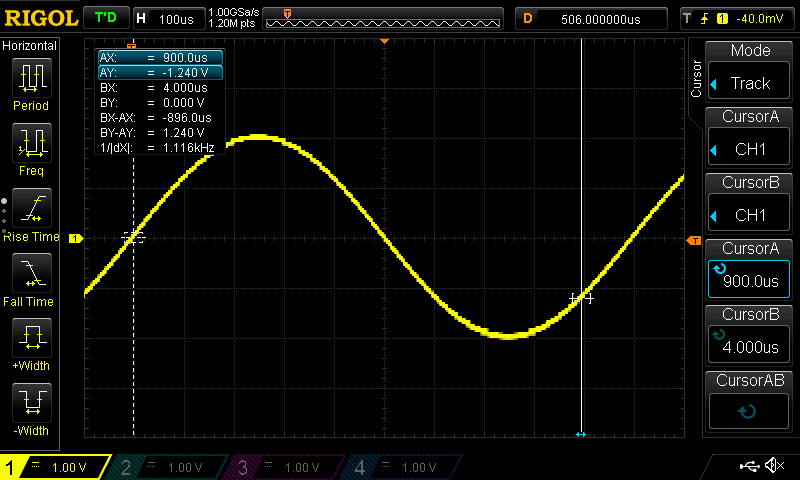 RIGOL T'D H 100us 1.00GSa/s 1.20M pts T D 506.000000us T 1 -40.0mV
Horizontal
Period
Freq
Rise Time
Fall Time
+Width
-Width
AX: = 900.0us
AY: = -1.240 V
BX: = 4.000us
BY: = 0.000 V
BX-AX: = -896.0us
BY-AY: = 1.240 V
1/|dX|: = 1.116kHz
1
T
Cursor
Mode
Track
CursorA
CH1
CursorB
CH1
CursorA
900.0us
CursorB
4.000us
CursorAB
1 = 1.00 V 2 = 1.00 V 3 = 1.00 V 4 = 1.00 V